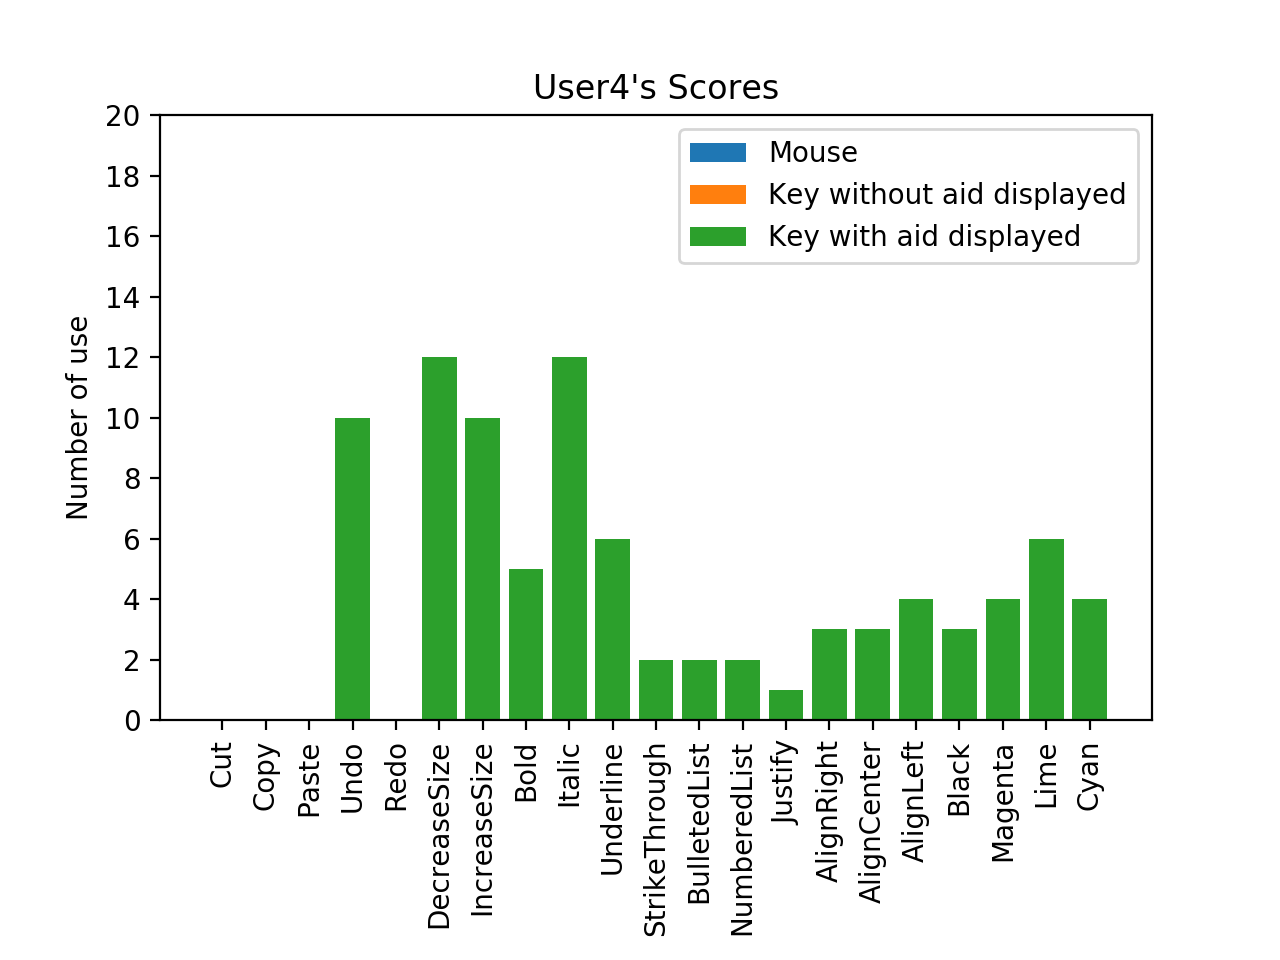 User4's Scores
Mouse
Key without aid displayed
Key with aid displayed
Number of use
20
18
16
14
12
10
8
6
4
2
0
Cut
Copy
Paste
Undo
Redo
DecreaseSize
IncreaseSize
Bold
Italic
Underline
StrikeThrough
BulletedList
NumberedList
Justify
AlignRight
AlignCenter
AlignLeft
Black
Magenta
Lime
Cyan